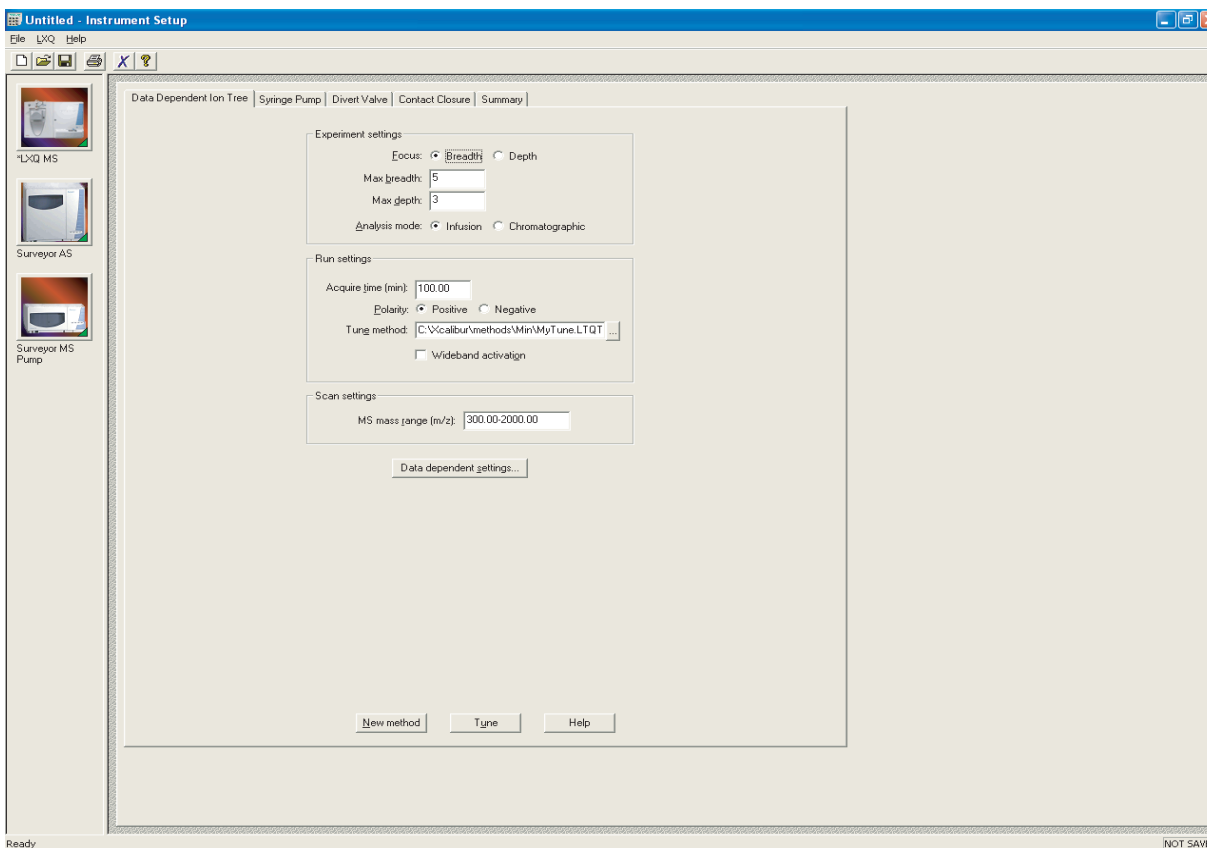 Untitled - Instrument Setup
File LXQ Help
*LXQ MS
Surveyor AS
Surveyor MS
Pump
Data Dependent Ion Tree Syringe Pump Divert Valve Contact Closure Summary
Experiment settings
Focus: Breadth Depth
Max breadth: 5
Max depth: 3
Analysis mode: Infusion Chromatographic
Run settings
Acquire time (min): 100.00
Polarity: Positive Negative
Tune method: C:\Xcalibur\methods\Min\MyTune.LTQT ...
Wideband activation
Scan settings
MS mass range (m/z): 300.00-2000.00
Data dependent settings...
New method Tune Help
Ready NOT SAV